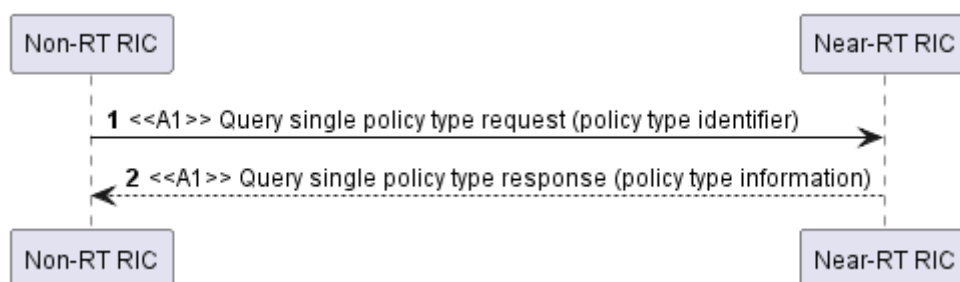 Non-RT RIC
Near-RT RIC
1 <<A1>> Query single policy type request (policy type identifier)
2 <<A1>> Query single policy type response (policy type information)
Non-RT RIC
Near-RT RIC